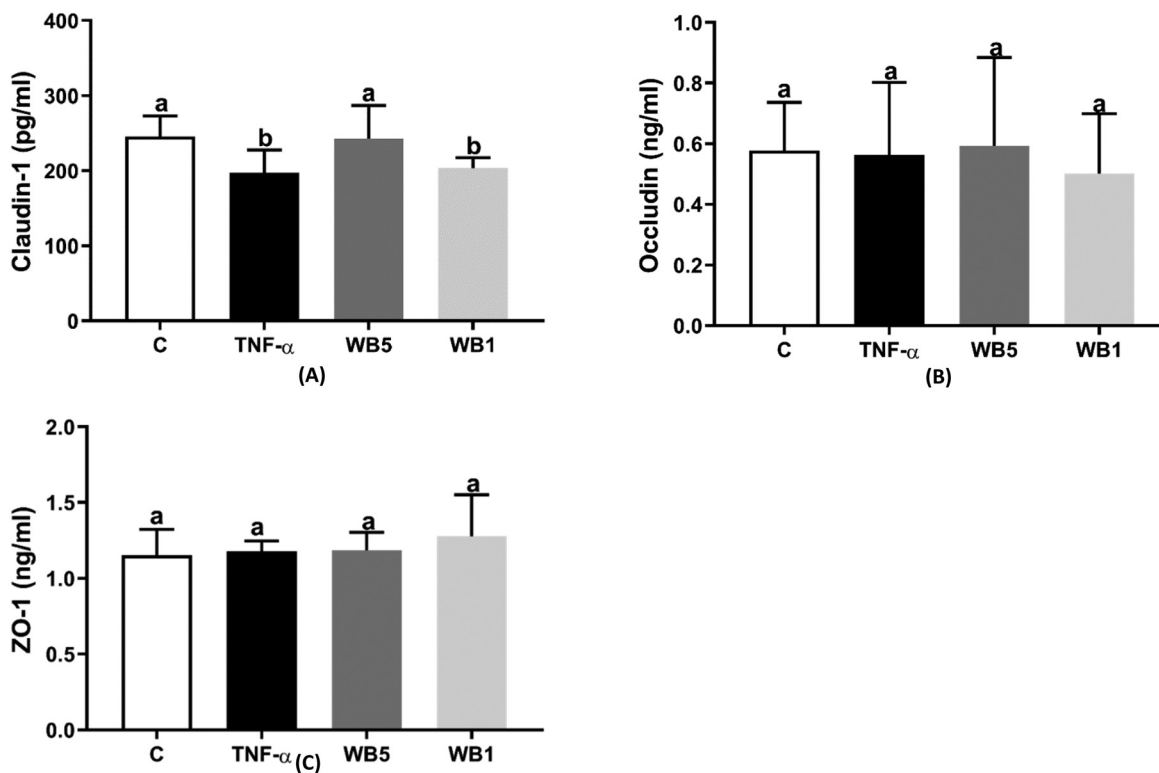 Claudin-1 (pg/ml)
400
300
200
100
0
a
b
a
b
C TNF-α WB5 WB1
(A)
Occludin (ng/ml)
1.0
0.8
0.6
0.4
0.2
0.0
a
a
a
a
C TNF-α WB5 WB1
(B)
ZO-1 (ng/ml)
2.0
1.5
1.0
0.5
0.0
a
a
a
a
C TNF-α WB5 WB1
(C)